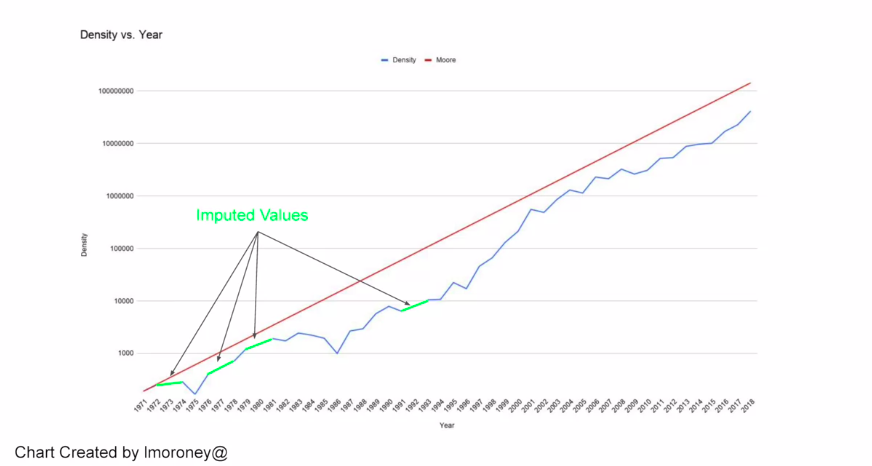 Density vs. Year
Density Moore
100000000
10000000
1000000
100000
10000
1000
Density
Imputed Values
1971 1972 1973 1974 1975 1976 1977 1978 1979 1980 1981 1982 1983 1984 1985 1986 1987 1988 1989 1990 1991 1992 1993 1994 1995 1996 1997 1998 1999 2000 2001 2002 2003 2004 2005 2006 2007 2008 2009 2010 2011 2012 2013 2014 2015 2016 2017 2018
Year
Chart Created by lmoroney@